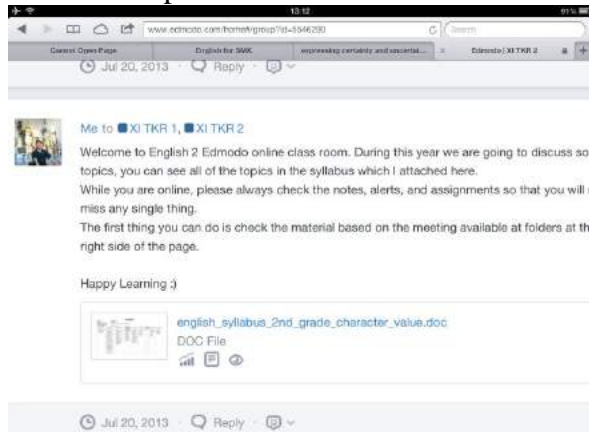 13:12
91%
www.edmodo.com/home#/group?id=5546290
Search
Cannot Open Page
English for SMK
expressing certainty and uncertai...
Edmodo | XI TKR 2
Jul 20, 2013 · Reply ·
Me to XI TKR 1, XI TKR 2
Welcome to English 2 Edmodo online class room. During this year we are going to discuss so
topics, you can see all of the topics in the syllabus which I attached here.
While you are online, please always check the notes, alerts, and assignments so that you will
miss any single thing.
The first thing you can do is check the material based on the meeting available at folders at th
right side of the page.
Happy Learning :)
english_syllabus_2nd_grade_character_value.doc
DOC File
Jul 20, 2013 · Reply ·